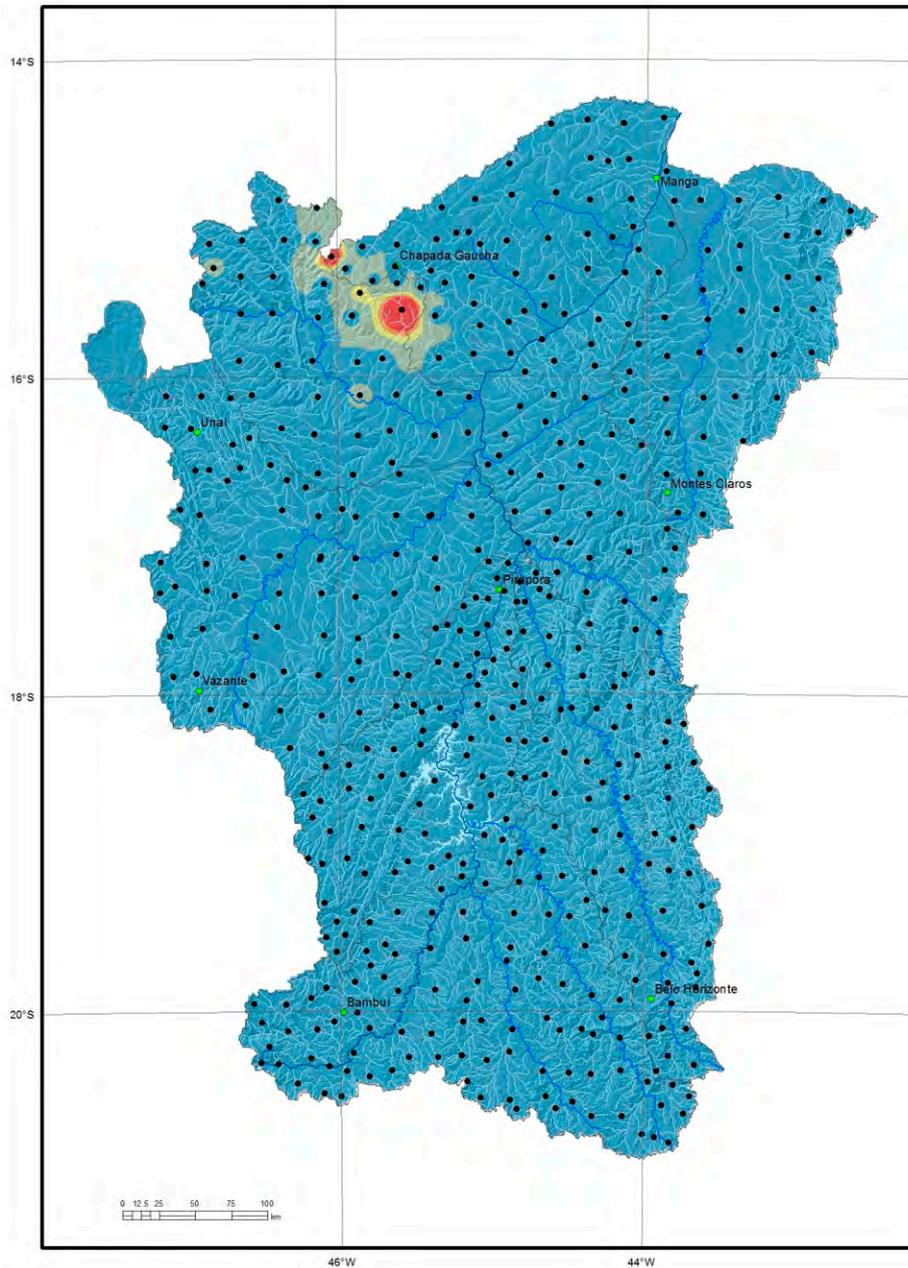 14°S
Manga
Chapada Gaucha
16°S
Unaí
Montes Claros
Pirapora
18°S
Vazante
Belo Horizonte
20°S
Bambuí
0 12.5 25 50 75 100
km
46°W 44°W